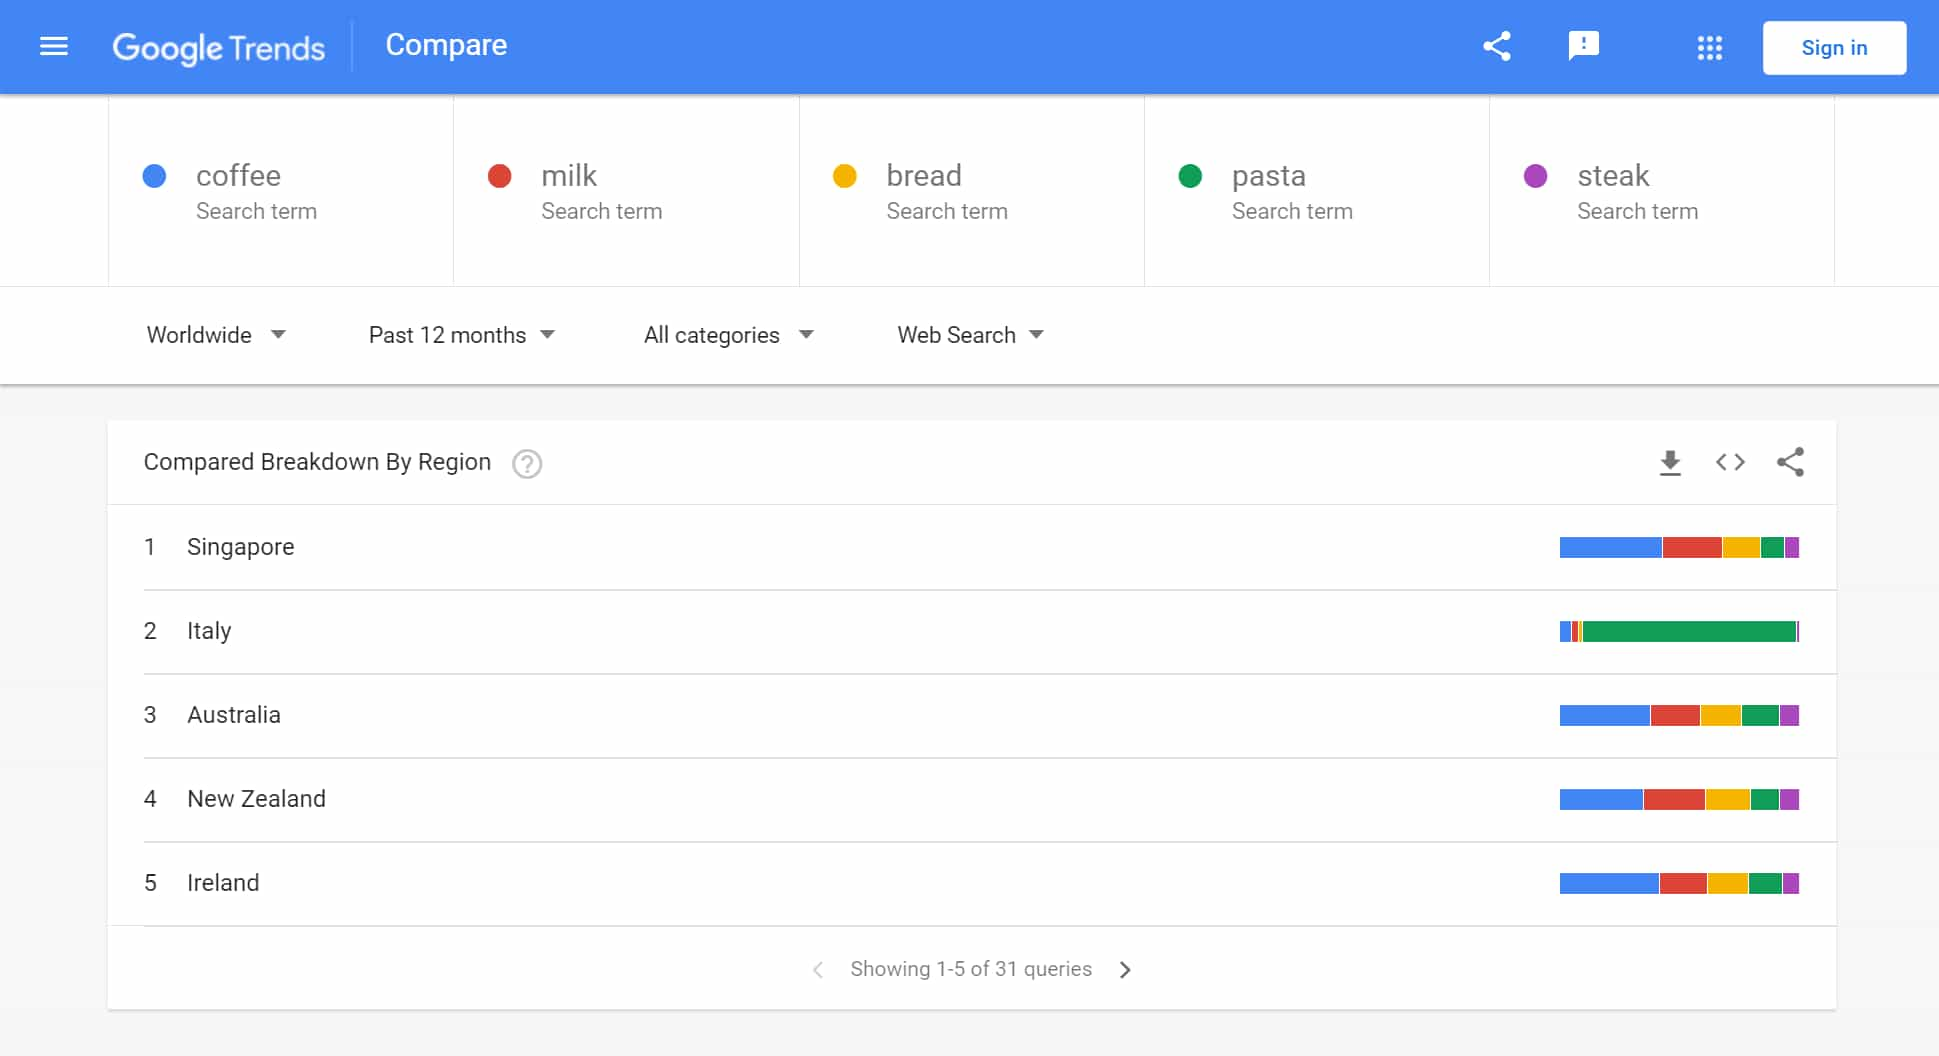 Google Trends Compare Sign in
coffee
Search term
milk
Search term
bread
Search term
pasta
Search term
steak
Search term
Worldwide Past 12 months All categories Web Search
Compared Breakdown By Region ?
1 Singapore
2 Italy
3 Australia
4 New Zealand
5 Ireland
Showing 1-5 of 31 queries